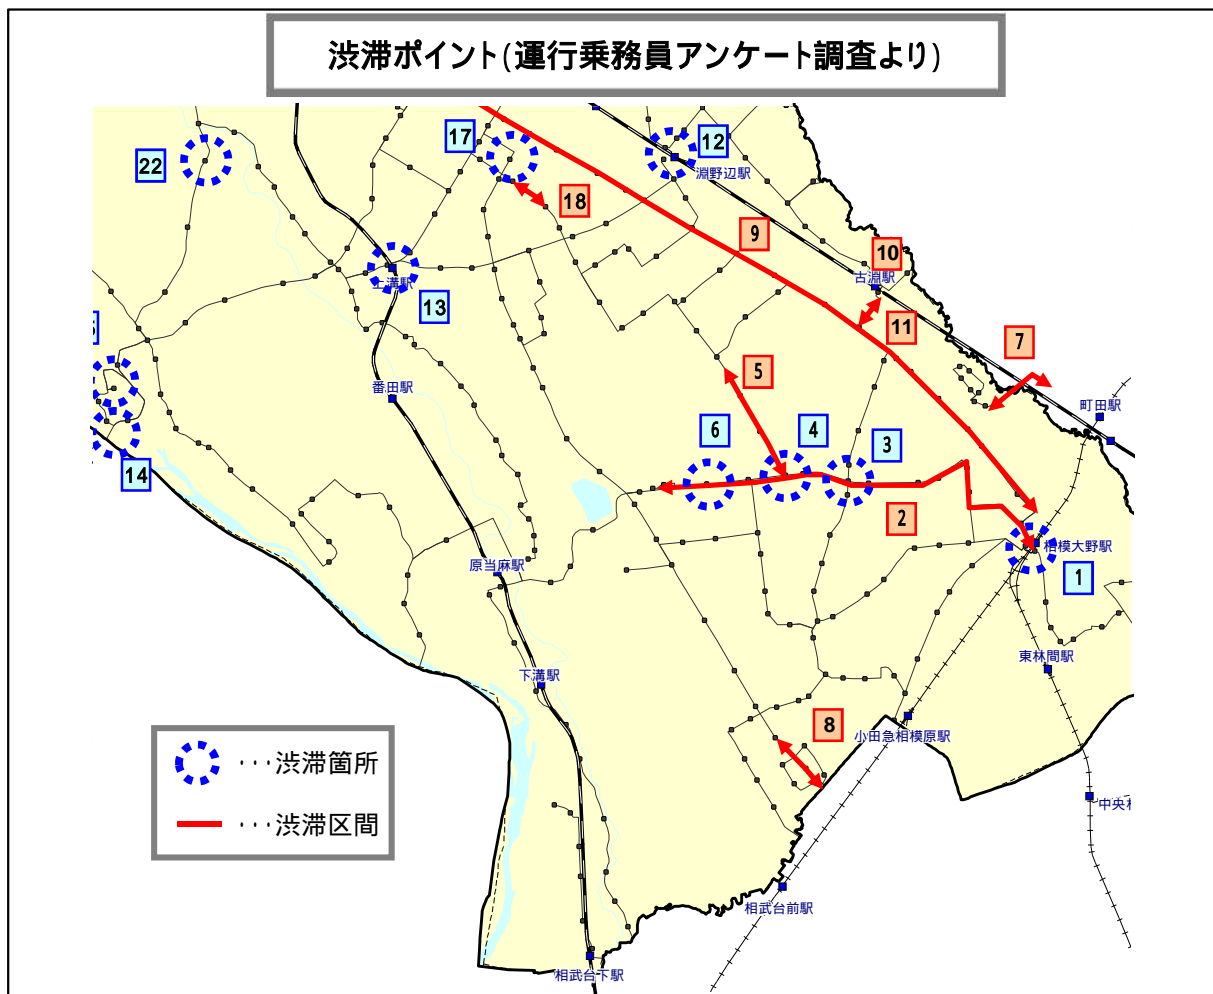 渋滞ポイント(運行乗務員アンケート調査より)
17
12
22
淵野辺駅
18
9
10
古淵駅
上溝駅
13
11
7
5
番田駅
町田駅
6
4
3
14
2
相模大野駅
原当麻駅
1
東林間駅
下溝駅
8
小田急相模原駅
･･･渋滞箇所
･･･渋滞区間
中央
相武台前駅
相武台下駅